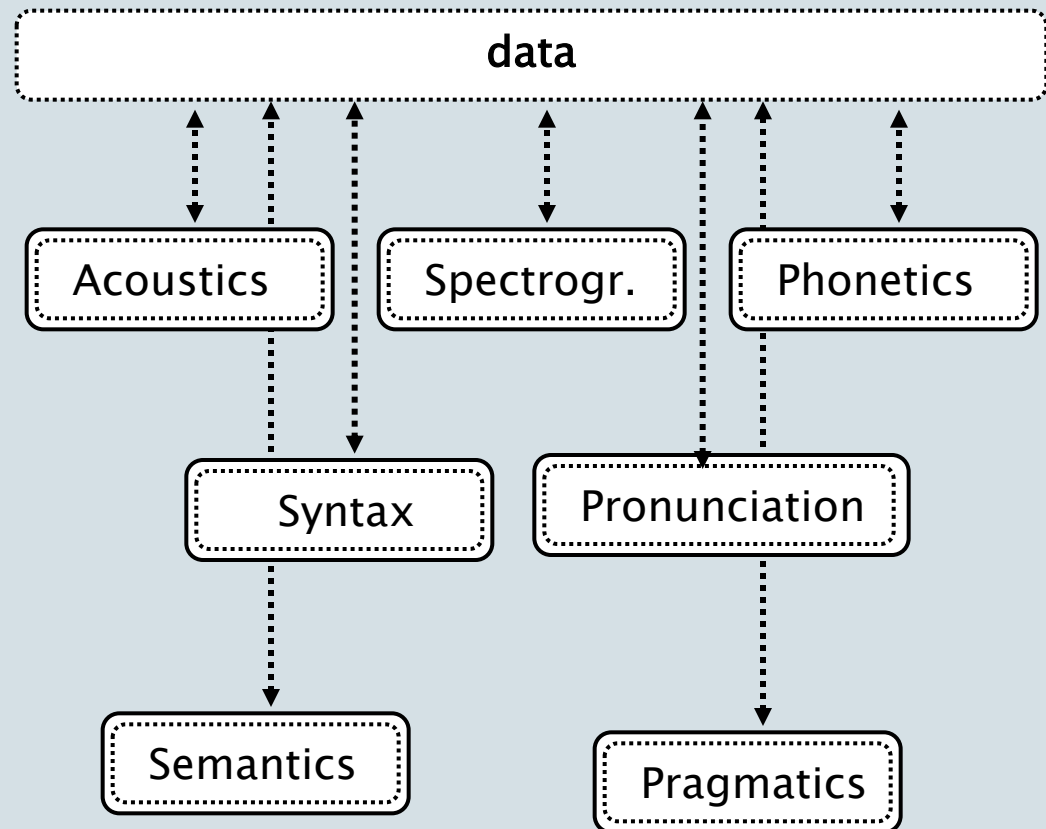 data
Acoustics
Spectrogr.
Phonetics
Syntax
Pronunciation
Semantics
Pragmatics